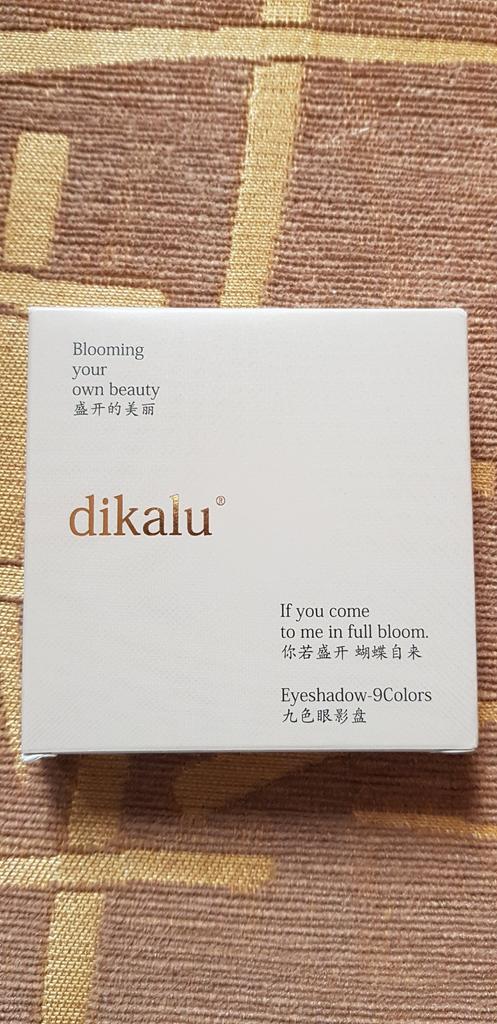 Blooming
your
own beauty
盛开的美丽
dikalu®
If you come
to me in full bloom.
你若盛开 蝴蝶自来
Eyeshadow-9Colors
九色眼影盘